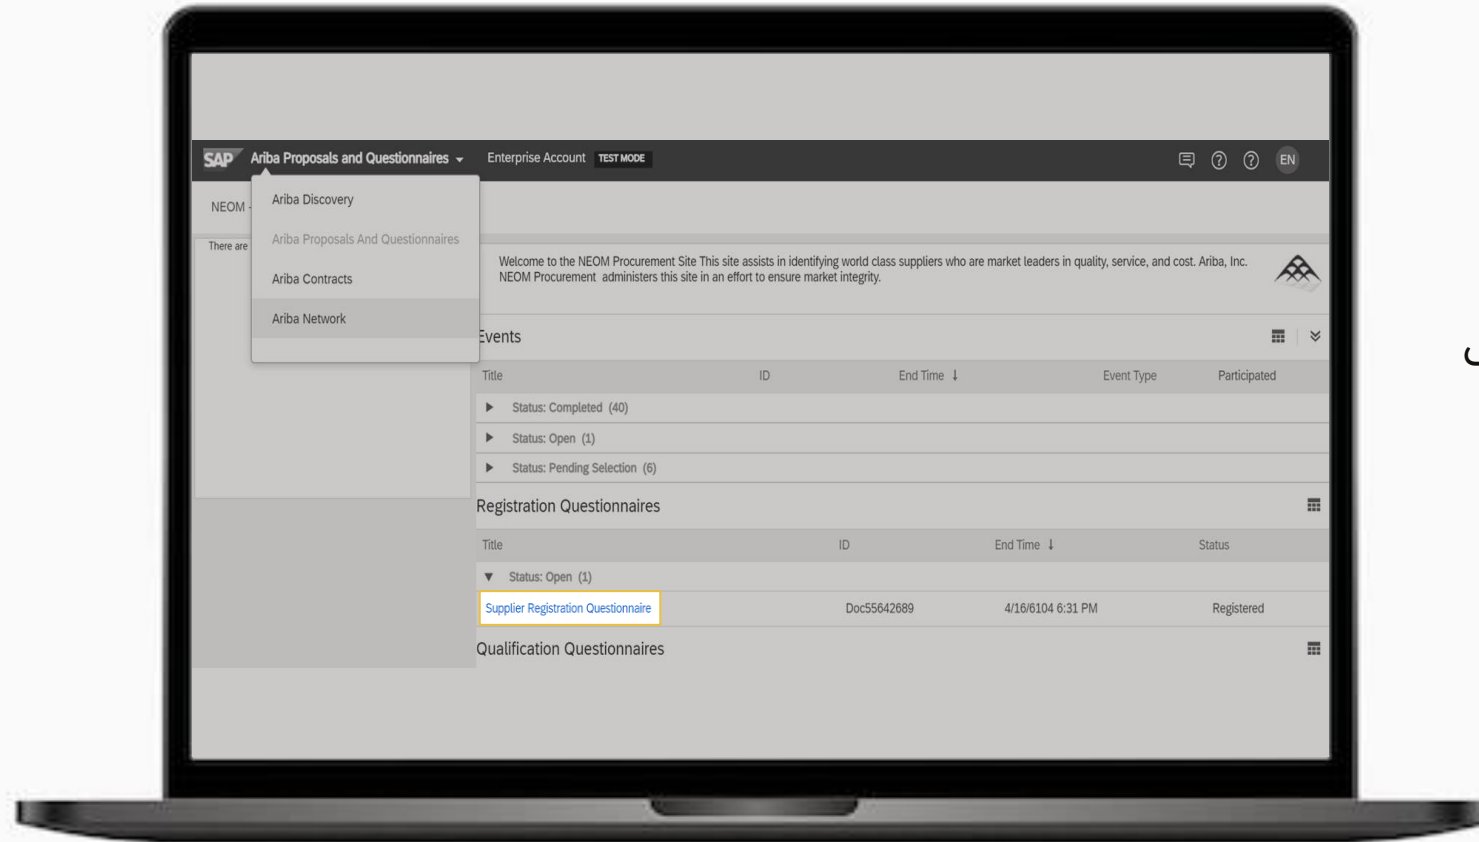 SAP Ariba Proposals and Questionnaires Enterprise Account TEST MODE EN
Ariba Discovery
Ariba Proposals And Questionnaires
Ariba Contracts
Ariba Network
NEOM -
There are
Welcome to the NEOM Procurement Site This site assists in identifying world class suppliers who are market leaders in quality, service, and cost. Ariba, Inc.
NEOM Procurement administers this site in an effort to ensure market integrity.
Events
Title ID End Time ↓ Event Type Participated
Status: Completed (40)
Status: Open (1)
Status: Pending Selection (6)
Registration Questionnaires
Title ID End Time ↓ Status
Status: Open (1)
Supplier Registration Questionnaire Doc55642689 4/16/6104 6:31 PM Registered
Qualification Questionnaires